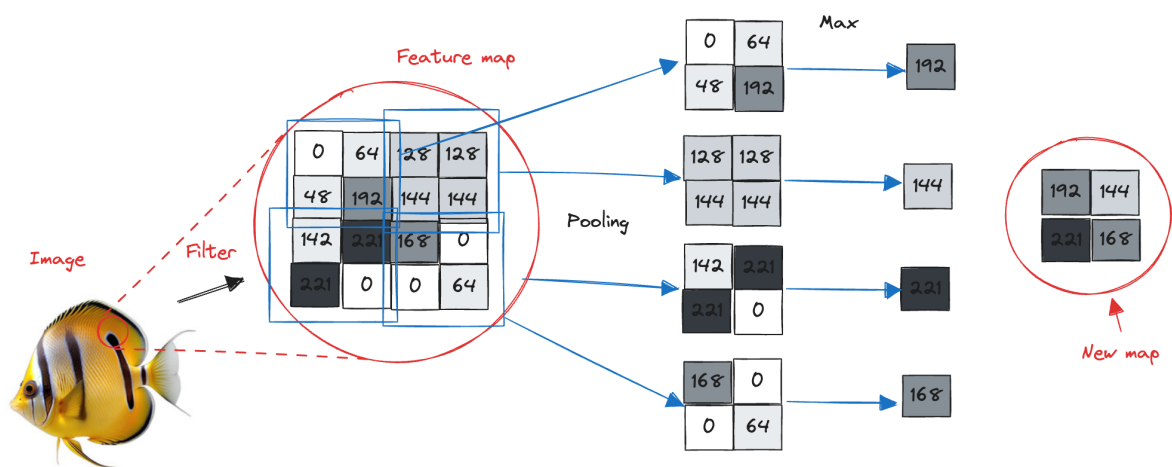 Image
Filter
Feature map
0 64 128 128
48 192 144 144
142 221 168 0
221 0 0 64
Pooling
Max
0 64
48 192
192
128 128
144 144
144
142 221
221 0
221
168 0
0 64
168
192 144
221 168
New map